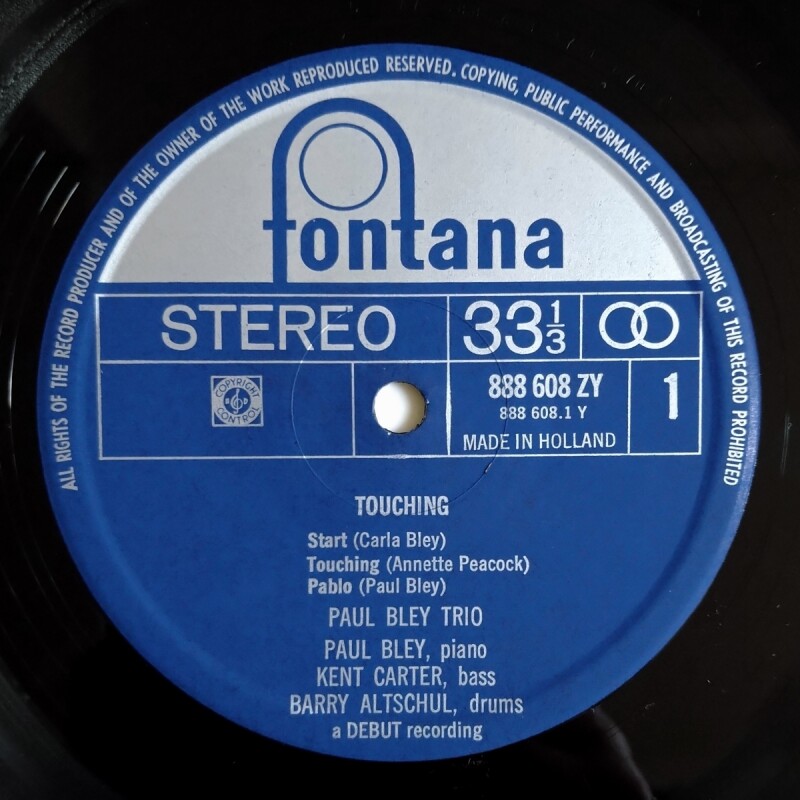 ALL RIGHTS OF THE RECORD PRODUCER AND OF THE OWNER OF THE WORK REPRODUCED RESERVED. COPYING, PUBLIC PERFORMANCE AND BROADCASTING OF THIS RECORD PROHIBITED
fontana
STEREO 33⅓
COPYRIGHT
B D
CONTROL
888 608 ZY
888 608.1 Y
MADE IN HOLLAND
1
TOUCHING
Start (Carla Bley)
Touching (Annette Peacock)
Pablo (Paul Bley)
PAUL BLEY TRIO
PAUL BLEY, piano
KENT CARTER, bass
BARRY ALTSCHUL, drums
a DEBUT recording